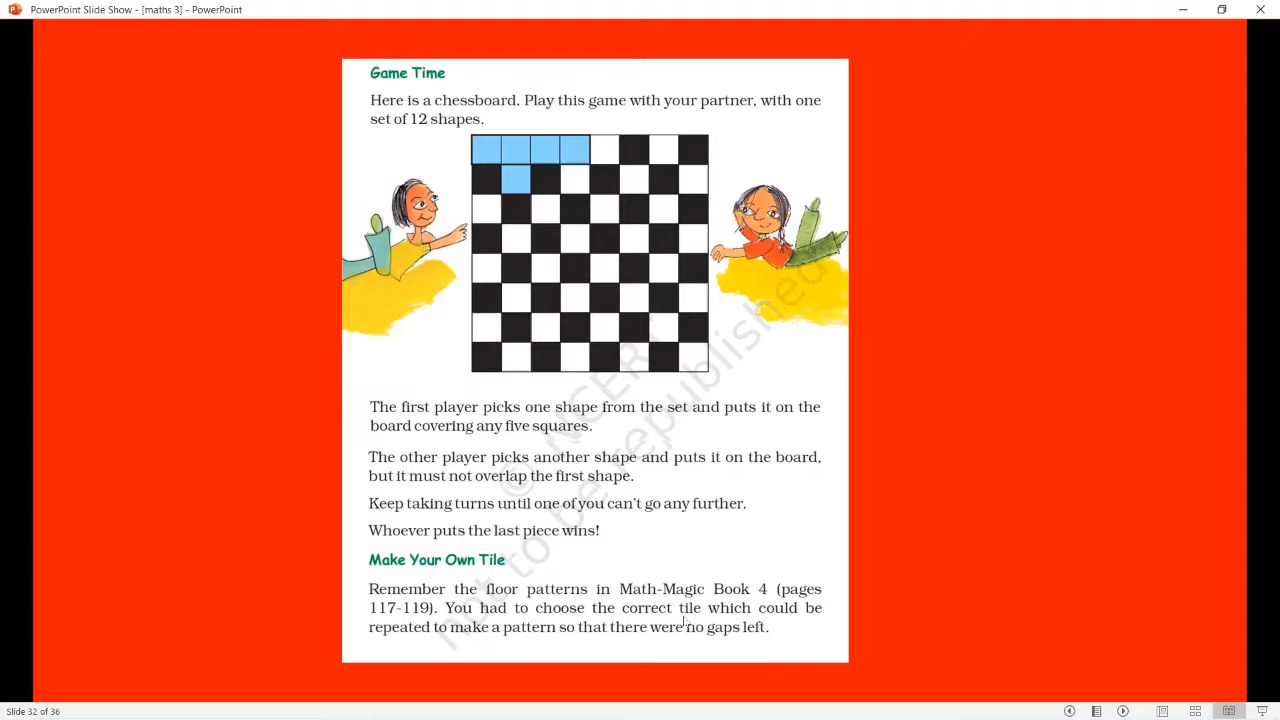 PowerPoint Slide Show - [maths 3] - PowerPoint
Game Time
Here is a chessboard. Play this game with your partner, with one
set of 12 shapes.
The first player picks one shape from the set and puts it on the
board covering any five squares.
The other player picks another shape and puts it on the board,
but it must not overlap the first shape.
Keep taking turns until one of you can't go any further.
Whoever puts the last piece wins!
Make Your Own Tile
Remember the floor patterns in Math-Magic Book 4 (pages
117-119). You had to choose the correct tile which could be
repeated to make a pattern so that there were no gaps left.
© NCERT
not to be republished
Slide 32 of 36